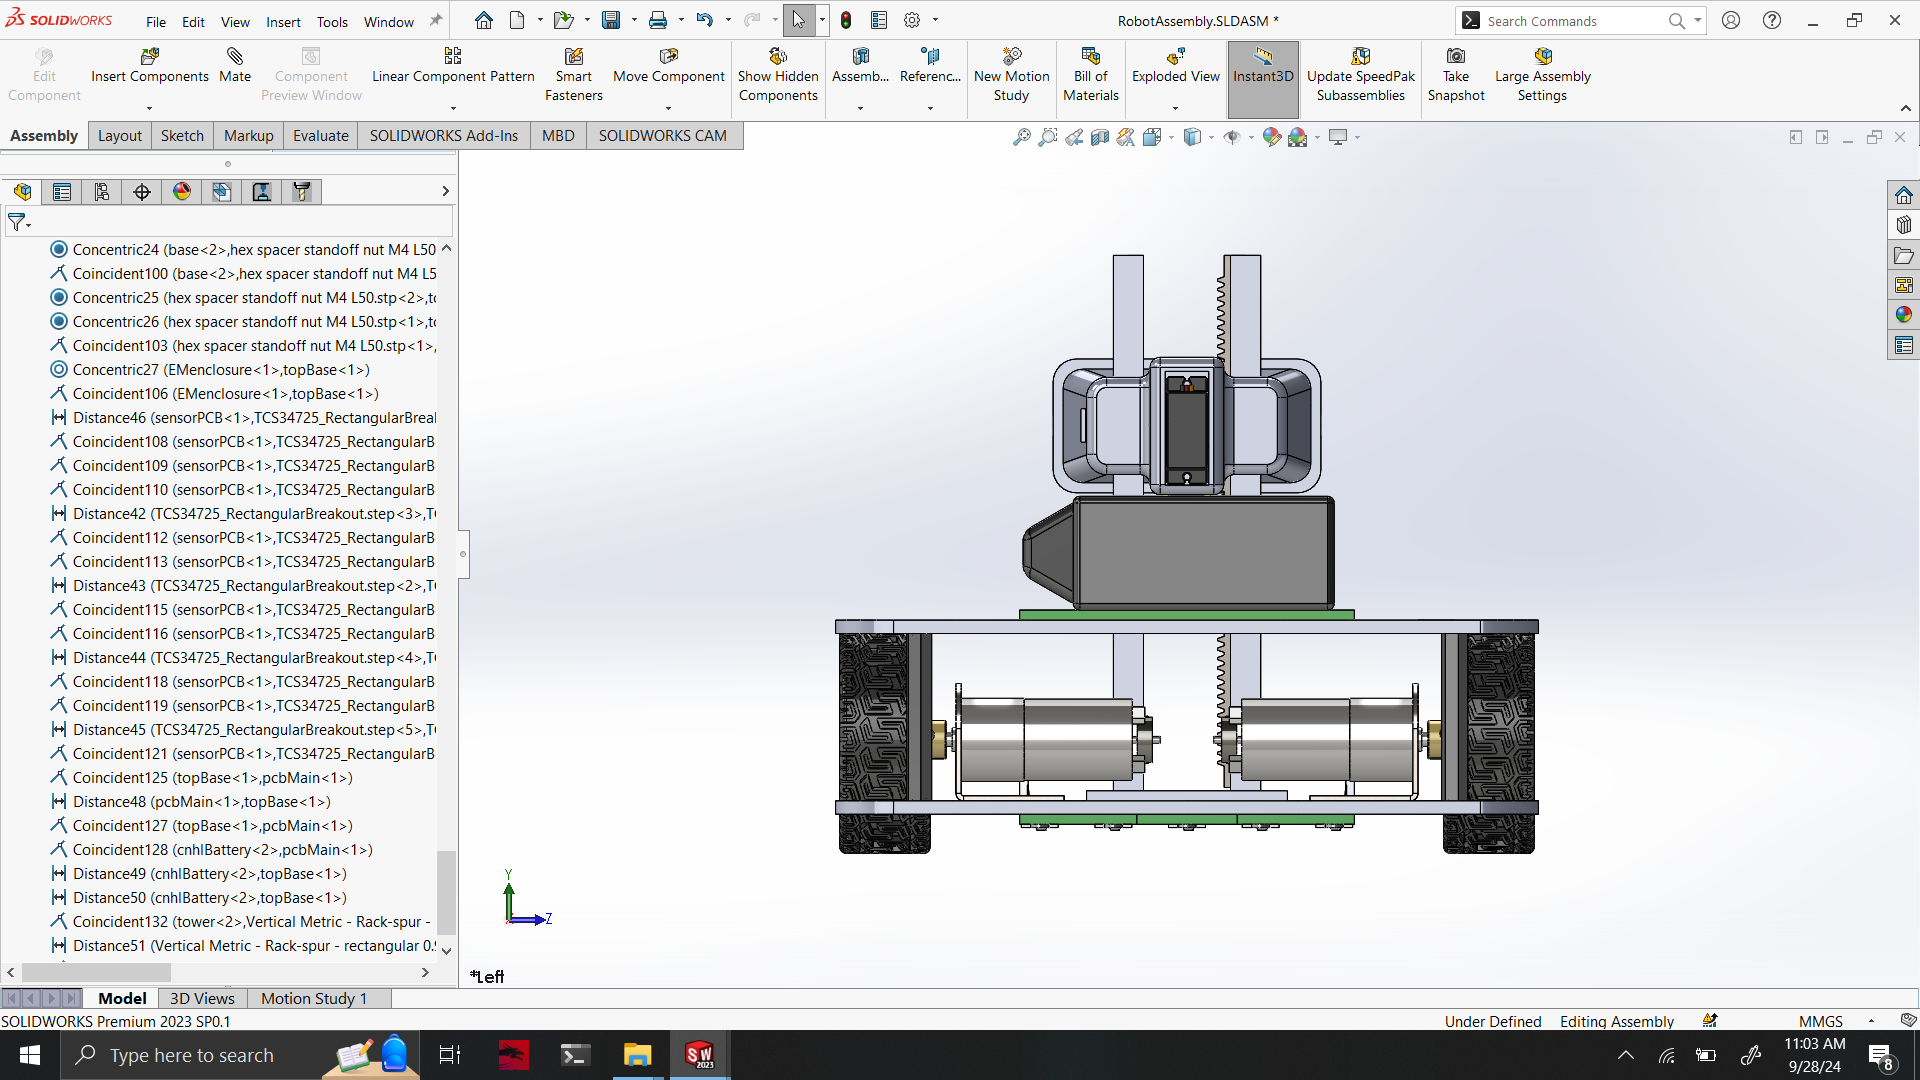 SOLIDWORKS File Edit View Insert Tools Window RobotAssembly.SLDASM * Search Commands
Edit Component
Insert Components
Mate
Component Preview Window
Linear Component Pattern
Smart Fasteners
Move Component
Show Hidden Components
Assemb...
Referenc...
New Motion Study
Bill of Materials
Exploded View
Instant3D
Update SpeedPak Subassemblies
Take Snapshot
Large Assembly Settings
Assembly Layout Sketch Markup Evaluate SOLIDWORKS Add-Ins MBD SOLIDWORKS CAM
Concentric24 (base<2>,hex spacer standoff nut M4 L50
Coincident100 (base<2>,hex spacer standoff nut M4 L5
Concentric25 (hex spacer standoff nut M4 L50.stp<2>,to
Concentric26 (hex spacer standoff nut M4 L50.stp<1>,to
Coincident103 (hex spacer standoff nut M4 L50.stp<1>,
Concentric27 (EMenclosure<1>,topBase<1>)
Coincident106 (EMenclosure<1>,topBase<1>)
Distance46 (sensorPCB<1>,TCS34725_RectangularBreal
Coincident108 (sensorPCB<1>,TCS34725_RectangularB
Coincident109 (sensorPCB<1>,TCS34725_RectangularB
Coincident110 (sensorPCB<1>,TCS34725_RectangularB
Distance42 (TCS34725_RectangularBreakout.step<3>,T
Coincident112 (sensorPCB<1>,TCS34725_RectangularB
Coincident113 (sensorPCB<1>,TCS34725_RectangularB
Distance43 (TCS34725_RectangularBreakout.step<2>,T
Coincident115 (sensorPCB<1>,TCS34725_RectangularB
Coincident116 (sensorPCB<1>,TCS34725_RectangularB
Distance44 (TCS34725_RectangularBreakout.step<4>,T
Coincident118 (sensorPCB<1>,TCS34725_RectangularB
Coincident119 (sensorPCB<1>,TCS34725_RectangularB
Distance45 (TCS34725_RectangularBreakout.step<5>,T
Coincident121 (sensorPCB<1>,TCS34725_RectangularB
Coincident125 (topBase<1>,pcbMain<1>)
Distance48 (pcbMain<1>,topBase<1>)
Coincident127 (topBase<1>,pcbMain<1>)
Coincident128 (cnhlBattery<2>,pcbMain<1>)
Distance49 (cnhlBattery<2>,topBase<1>)
Distance50 (cnhlBattery<2>,topBase<1>)
Coincident132 (tower<2>,Vertical Metric - Rack-spur -
Distance51 (Vertical Metric - Rack-spur - rectangular 0.
Y
Z
*Left
Model 3D Views Motion Study 1
SOLIDWORKS Premium 2023 SP0.1 Under Defined Editing Assembly MMGS
Type here to search
SW
2023
11:03 AM
9/28/24
8